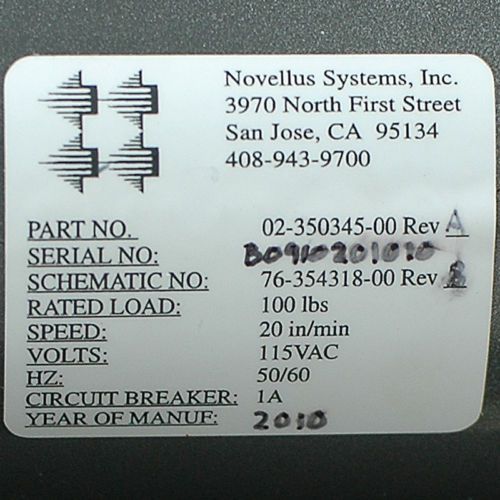 Novellus Systems, Inc.
3970 North First Street
San Jose, CA 95134
408-943-9700
PART NO. 02-350345-00 Rev A
SERIAL NO: B0910201010
SCHEMATIC NO: 76-354318-00 Rev
RATED LOAD: 100 lbs
SPEED: 20 in/min
VOLTS: 115VAC
HZ: 50/60
CIRCUIT BREAKER: 1A
YEAR OF MANUF: 2010